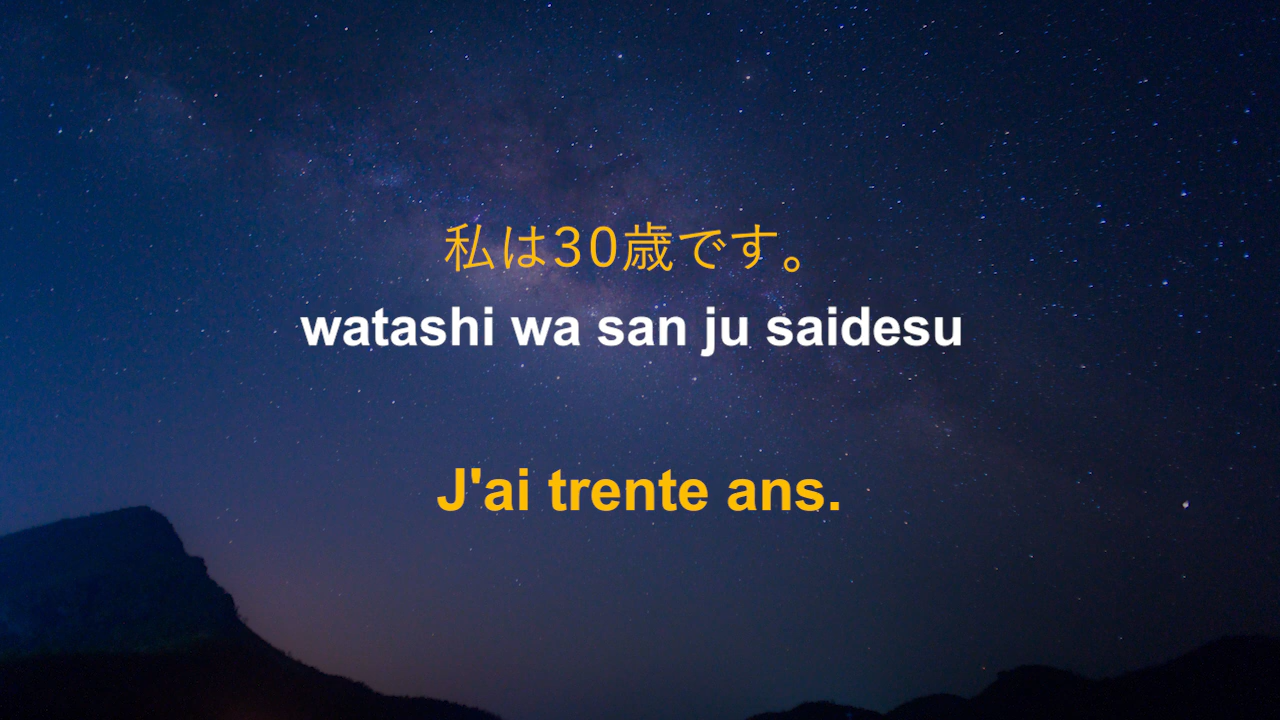 私は30歳です。
watashi wa san ju saidesu
J'ai trente ans.